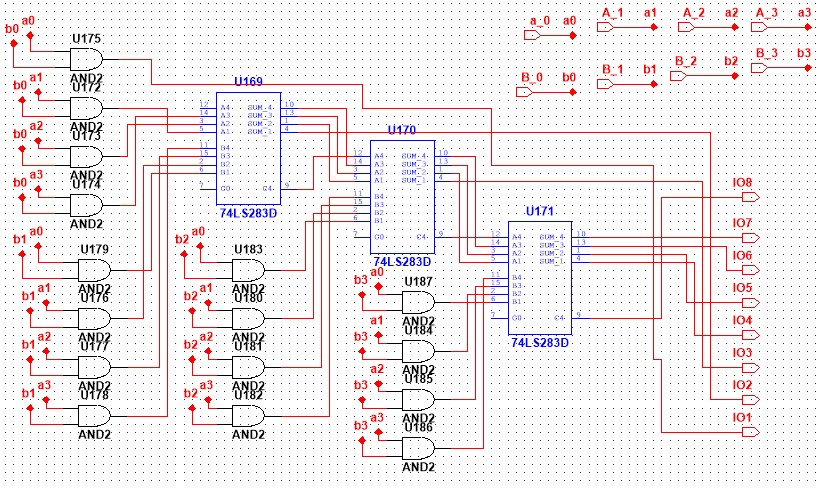 a0
b0
U175
AND2
a1
b0
U172
AND2
a2
b0
U173
AND2
a3
b0
U174
AND2
a0
b1
U179
AND2
a1
b1
U176
AND2
a2
b1
U177
AND2
a3
b1
U178
AND2
U169
12 A4 SUM_4 10
14 A3 SUM_3 13
3 A2 SUM_2 1
5 A1 SUM_1 4
11 B4
15 B3
2 B2
6 B1
7 C0 C4 9
74LS283D
a0
b2
U183
AND2
a1
b2
U180
AND2
a2
b2
U181
AND2
a3
b2
U182
AND2
U170
12 A4 SUM_4 10
14 A3 SUM_3 13
3 A2 SUM_2 1
5 A1 SUM_1 4
11 B4
15 B3
2 B2
6 B1
7 C0 C4 9
74LS283D
a0
b3
U187
AND2
a1
b3
U184
AND2
a2
b3
U185
AND2
a3
b3
U186
AND2
U171
12 A4 SUM_4 10
14 A3 SUM_3 13
3 A2 SUM_2 1
5 A1 SUM_1 4
11 B4
15 B3
2 B2
6 B1
7 C0 C4 9
74LS283D
a_0 a0
A_1 a1
A_2 a2
A_3 a3
B_0 b0
B_1 b1
B_2 b2
B_3 b3
IO8
IO7
IO6
IO5
IO4
IO3
IO2
IO1